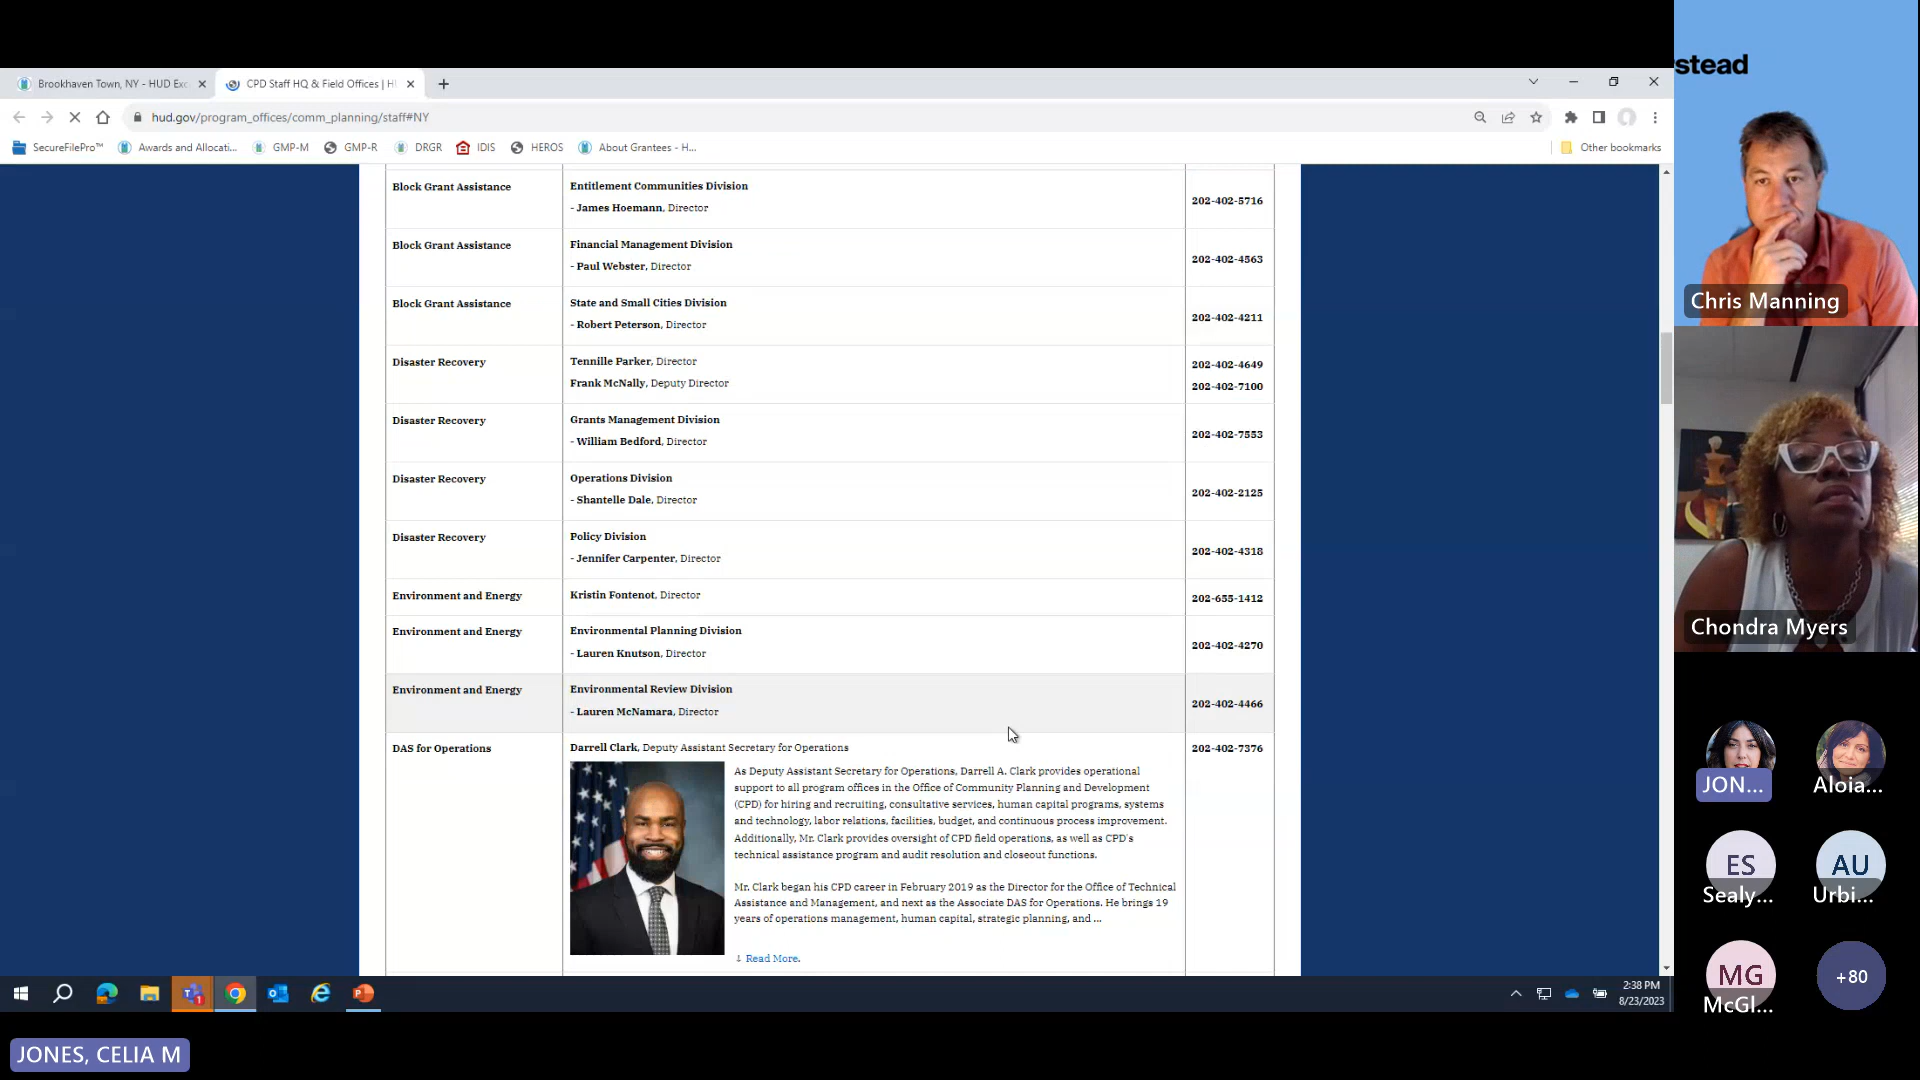 stead
Brookhaven Town, NY - HUD Exc
CPD Staff HQ & Field Offices | H
hud.gov/program_offices/comm_planning/staff#NY
SecureFilePro™
Awards and Allocati...
GMP-M
GMP-R
DRGR
IDIS
HEROS
About Grantees - H...
Other bookmarks
Block Grant Assistance
Entitlement Communities Division
- James Hoemann, Director
202-402-5716
Block Grant Assistance
Financial Management Division
- Paul Webster, Director
202-402-4563
Block Grant Assistance
State and Small Cities Division
- Robert Peterson, Director
202-402-4211
Disaster Recovery
Tennille Parker, Director
202-402-4649
Frank McNally, Deputy Director
202-402-7100
Disaster Recovery
Grants Management Division
- William Bedford, Director
202-402-7553
Disaster Recovery
Operations Division
- Shantelle Dale, Director
202-402-2125
Disaster Recovery
Policy Division
- Jennifer Carpenter, Director
202-402-4318
Environment and Energy
Kristin Fontenot, Director
202-655-1412
Environment and Energy
Environmental Planning Division
- Lauren Knutson, Director
202-402-4270
Environment and Energy
Environmental Review Division
- Lauren McNamara, Director
202-402-4466
DAS for Operations
Darrell Clark, Deputy Assistant Secretary for Operations
202-402-7376
As Deputy Assistant Secretary for Operations, Darrell A. Clark provides operational
support to all program offices in the Office of Community Planning and Development
(CPD) for hiring and recruiting, consultative services, human capital programs, systems
and technology, labor relations, facilities, budget, and continuous process improvement.
Additionally, Mr. Clark provides oversight of CPD field operations, as well as CPD's
technical assistance program and audit resolution and closeout functions.
Mr. Clark began his CPD career in February 2019 as the Director for the Office of Technical
Assistance and Management, and next as the Associate DAS for Operations. He brings 19
years of operations management, human capital, strategic planning, and ...
↓ Read More.
Chris Manning
Chondra Myers
JON...
Aloia...
ES
Sealy...
AU
Urbi...
MG
McGl...
+80
2:38 PM
8/23/2023
JONES, CELIA M